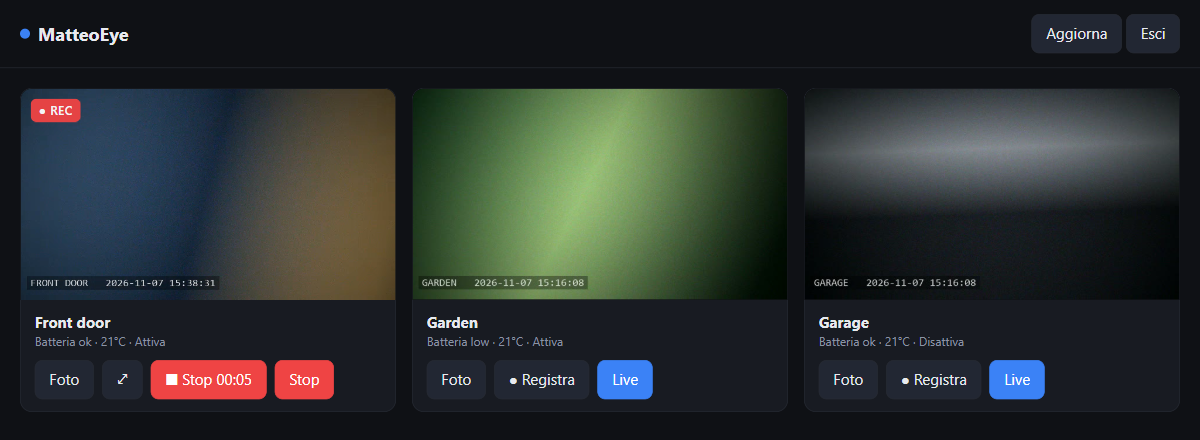 MatteoEye
Aggiorna
Esci
● REC
FRONT DOOR 2026-11-07 15:38:31
Front door
Batteria ok · 21°C · Attiva
Foto
⤢
■ Stop 00:05
Stop
GARDEN 2026-11-07 15:16:08
Garden
Batteria low · 21°C · Attiva
Foto
● Registra
Live
GARAGE 2026-11-07 15:16:08
Garage
Batteria ok · 21°C · Disattiva
Foto
● Registra
Live